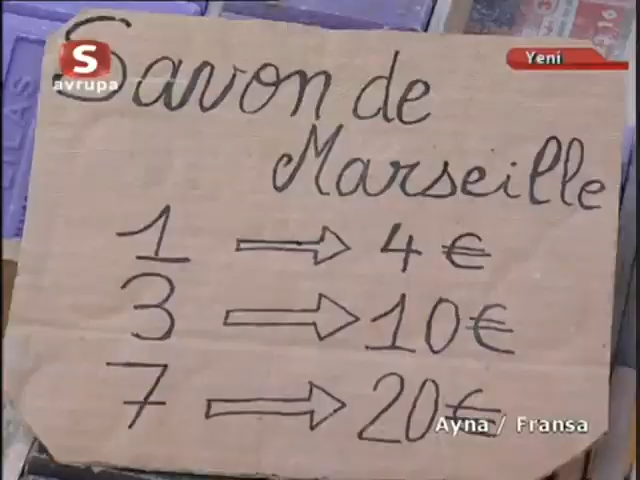 S
avrupa
Yeni
Savon de
Marseille
1 → 4 €
3 → 10 €
7 → 20 €
Ayna / Fransa